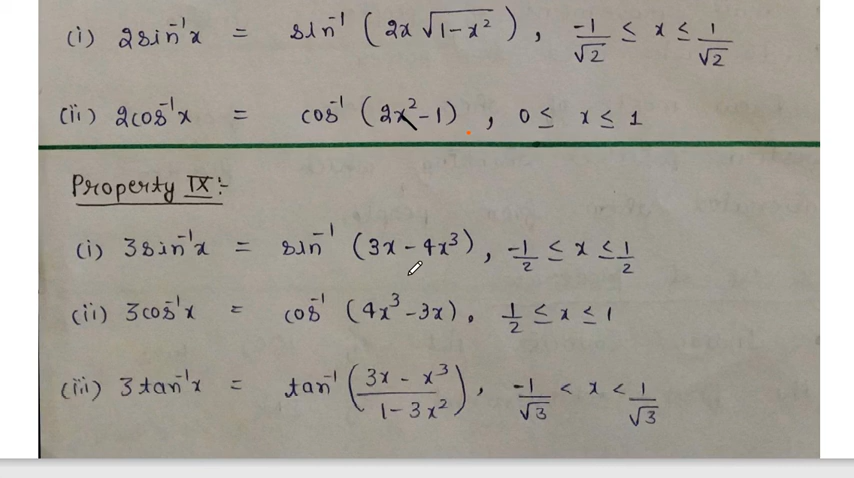 (i) 2sin⁻¹x = sin⁻¹ (2x √(1-x²)), -1/√2 ≤ x ≤ 1/√2
(ii) 2cos⁻¹x = cos⁻¹ (2x²-1), 0 ≤ x ≤ 1
Property IX:-
(i) 3sin⁻¹x = sin⁻¹ (3x - 4x³), -1/2 ≤ x ≤ 1/2
(ii) 3cos⁻¹x = cos⁻¹ (4x³-3x), 1/2 ≤ x ≤ 1
(iii) 3tan⁻¹x = tan⁻¹ ((3x - x³)/(1-3x²)), -1/√3 < x < 1/√3